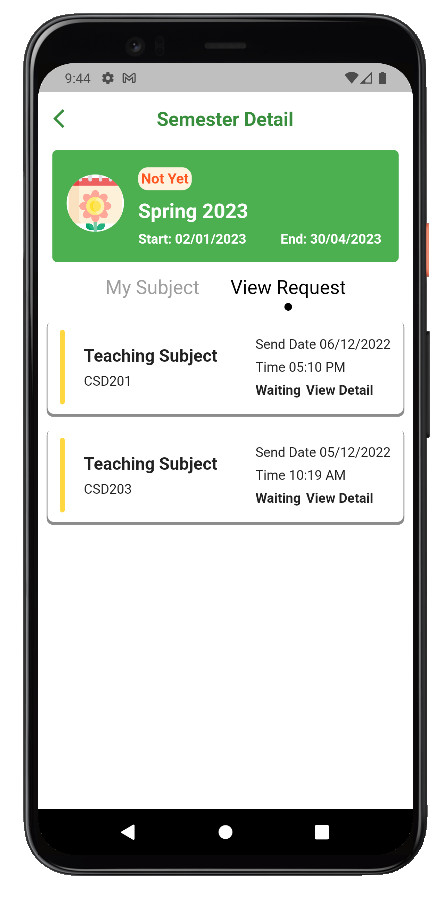 9:44
Semester Detail
Not Yet
Spring 2023
Start: 02/01/2023 End: 30/04/2023
My Subject View Request
Teaching Subject
CSD201
Send Date 06/12/2022
Time 05:10 PM
Waiting View Detail
Teaching Subject
CSD203
Send Date 05/12/2022
Time 10:19 AM
Waiting View Detail